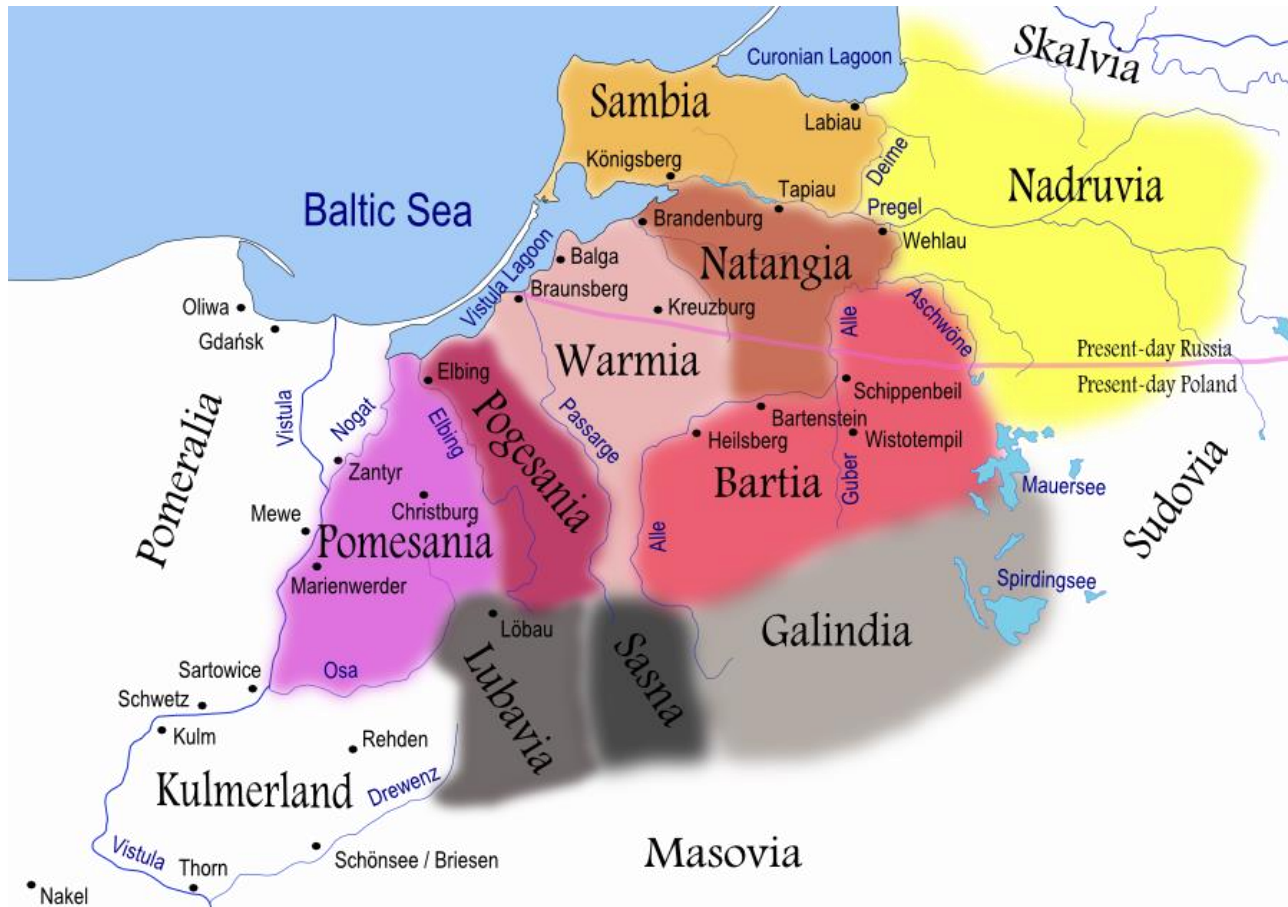 Skalvia
Curonian Lagoon
Sambia
Labiau
Deime
Königsberg
Tapiau
Nadruvia
Baltic Sea
Pregel
Brandenburg
Wehlau
Natangia
Balga
Vistula Lagoon
Braunsberg
Kreuzburg
Alle
Aschwöne
Oliwa
Gdańsk
Present-day Russia
Present-day Poland
Warmia
Elbing
Schippenbeil
Vistula
Nogat
Elbing
Pogesania
Passarge
Bartenstein
Heilsberg
Wistotempil
Pomeralia
Zantyr
Bartia
Guber
Mauersee
Sudovia
Christburg
Mewe
Pomesania
Alle
Marienwerder
Spirdingsee
Löbau
Galindia
Osa
Lubavia
Sasna
Sartowice
Schwetz
Kulm
Rehden
Kulmerland
Drewenz
Vistula
Schönsee / Briesen
Masovia
Thorn
Nakel